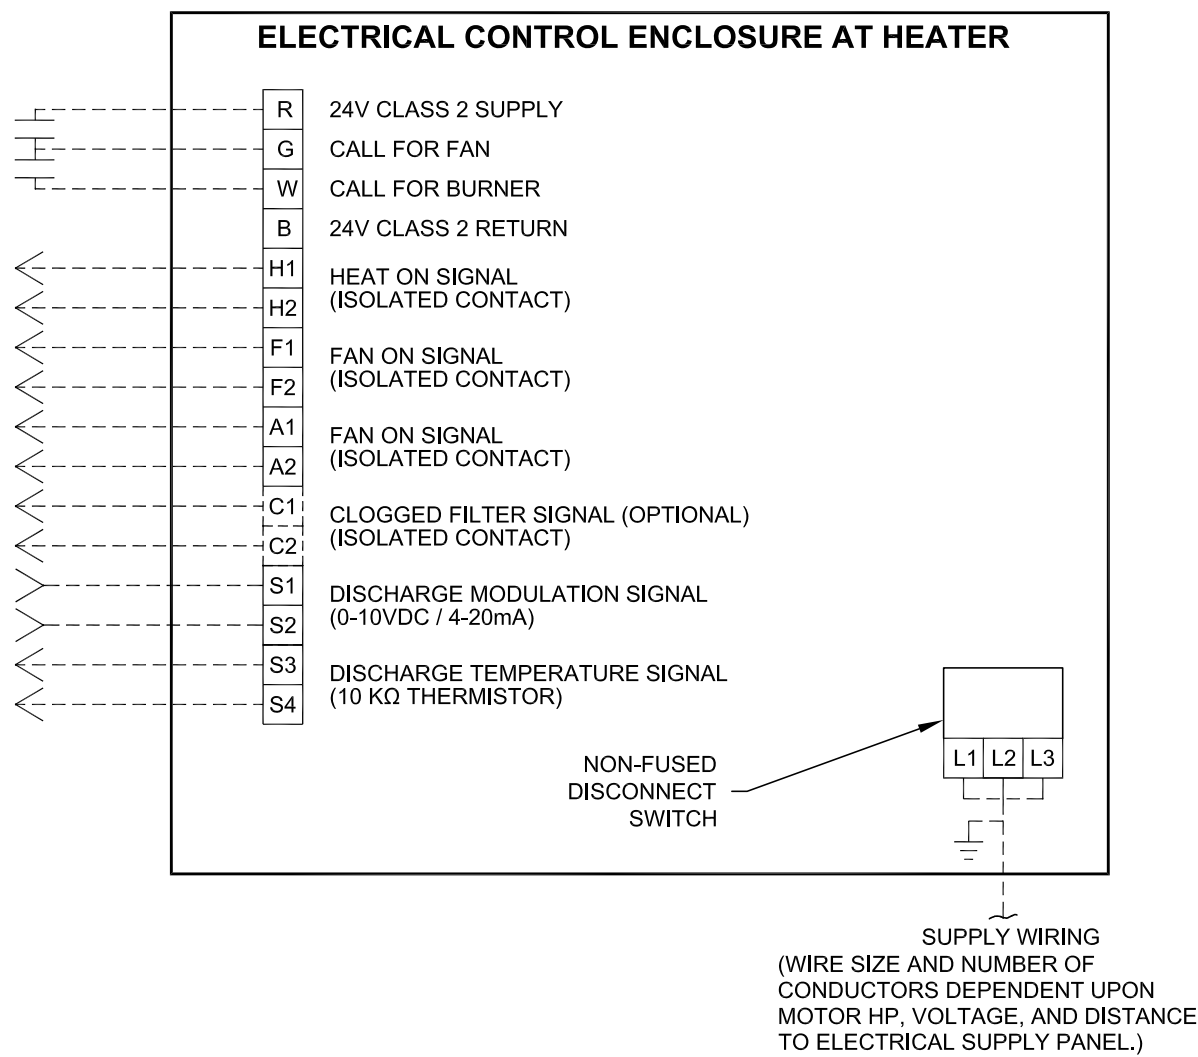 ELECTRICAL CONTROL ENCLOSURE AT HEATER
R 24V CLASS 2 SUPPLY
G CALL FOR FAN
W CALL FOR BURNER
B 24V CLASS 2 RETURN
H1
HEAT ON SIGNAL
(ISOLATED CONTACT)
H2
F1
FAN ON SIGNAL
(ISOLATED CONTACT)
F2
A1
FAN ON SIGNAL
(ISOLATED CONTACT)
A2
C1
CLOGGED FILTER SIGNAL (OPTIONAL)
(ISOLATED CONTACT)
C2
S1
DISCHARGE MODULATION SIGNAL
(0-10VDC / 4-20mA)
S2
S3
DISCHARGE TEMPERATURE SIGNAL
(10 KΩ THERMISTOR)
S4
L1 L2 L3
NON-FUSED
DISCONNECT
SWITCH
SUPPLY WIRING
(WIRE SIZE AND NUMBER OF
CONDUCTORS DEPENDENT UPON
MOTOR HP, VOLTAGE, AND DISTANCE
TO ELECTRICAL SUPPLY PANEL.)